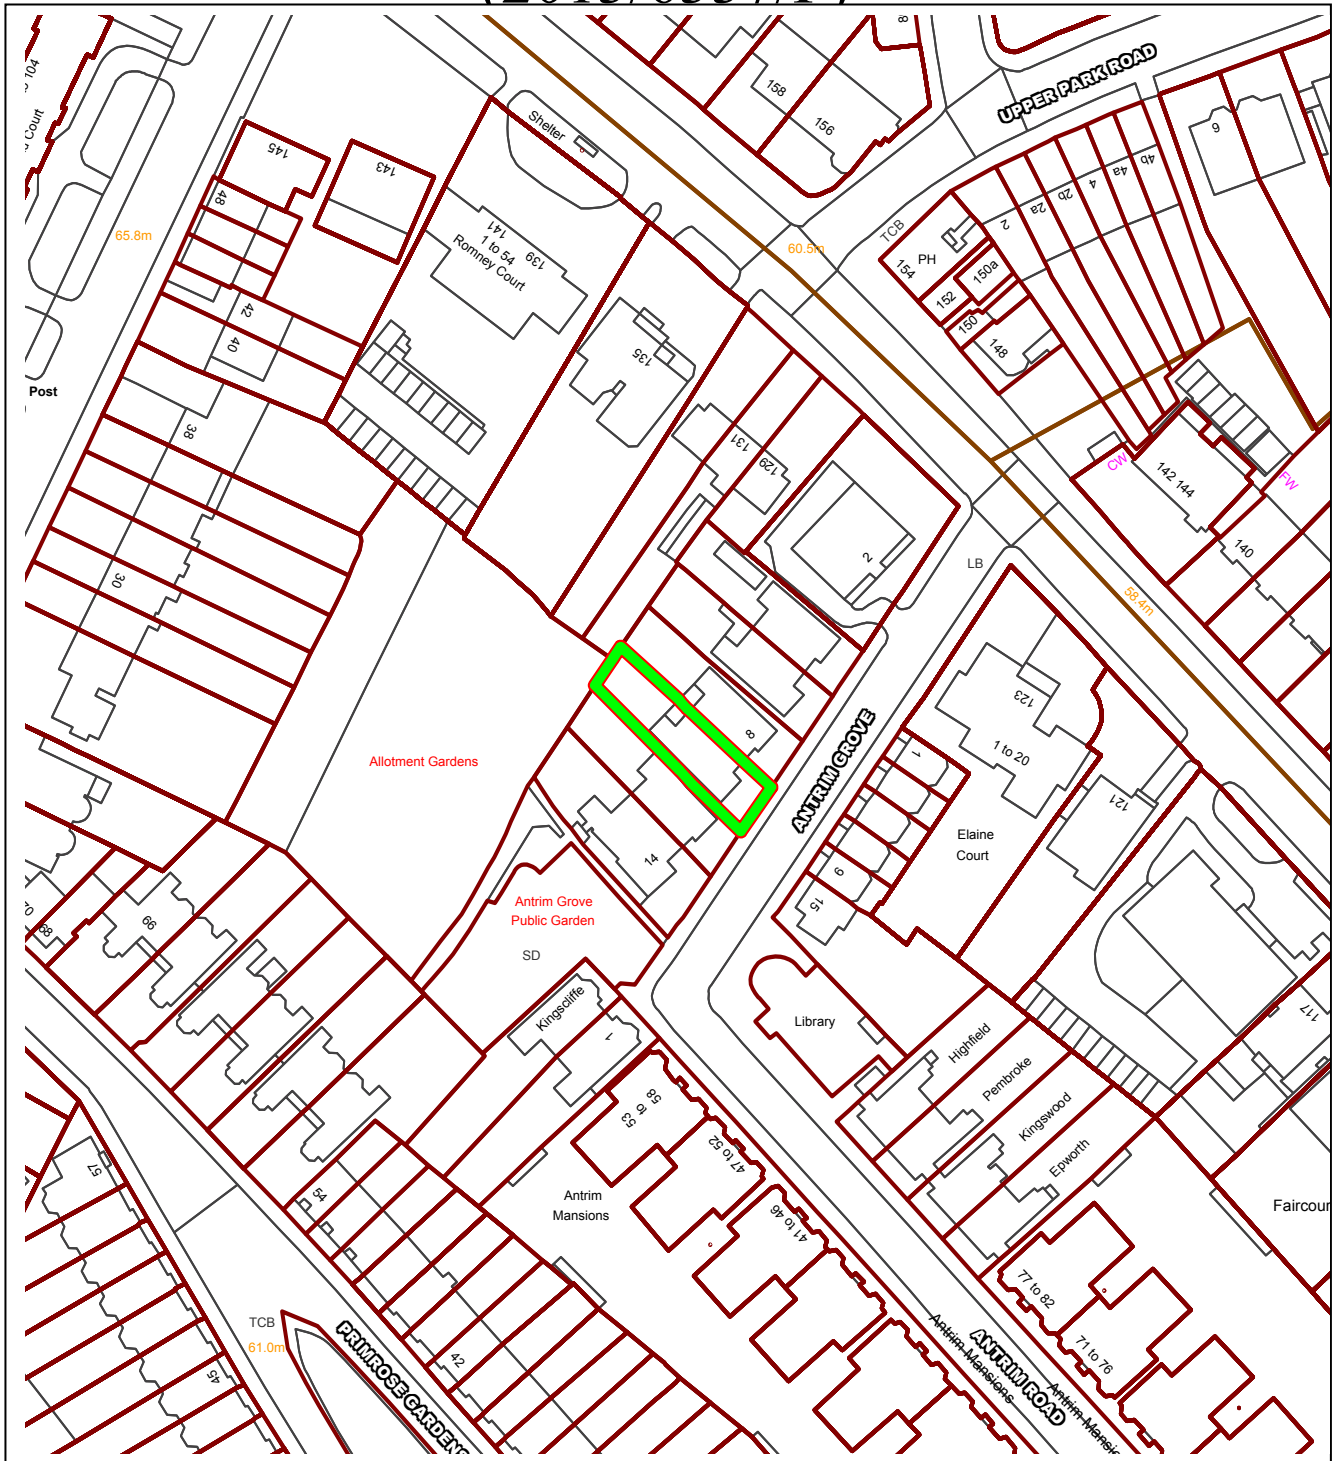 UPPER PARK ROAD
158
156
8
Shelter
145
143
104
Court
48
65.8m
141
1 to 54
139
Romney Court
60.5m
TCB
154
PH
152
150a
150
148
2
2a
2b
4
4a
4b
6
42
40
Post
38
30
135
131
129
2
CW
142 144
FW
140
LB
58.4m
123
1 to 20
121
Elaine
Court
1
9
15
8
14
ANTRIM GROVE
Allotment Gardens
Antrim Grove
Public Garden
SD
66
68
Kingscliffe
1
Library
Highfield
Pembroke
Kingswood
Epworth
117
Faircour
53
to
58
47 to 52
41 to 46
Antrim
Mansions
54
57
45
42
TCB
61.0m
PRIMROSE GARDENS
77 to 82
71 to 76
Antrim Mansions
ANTRIM ROAD